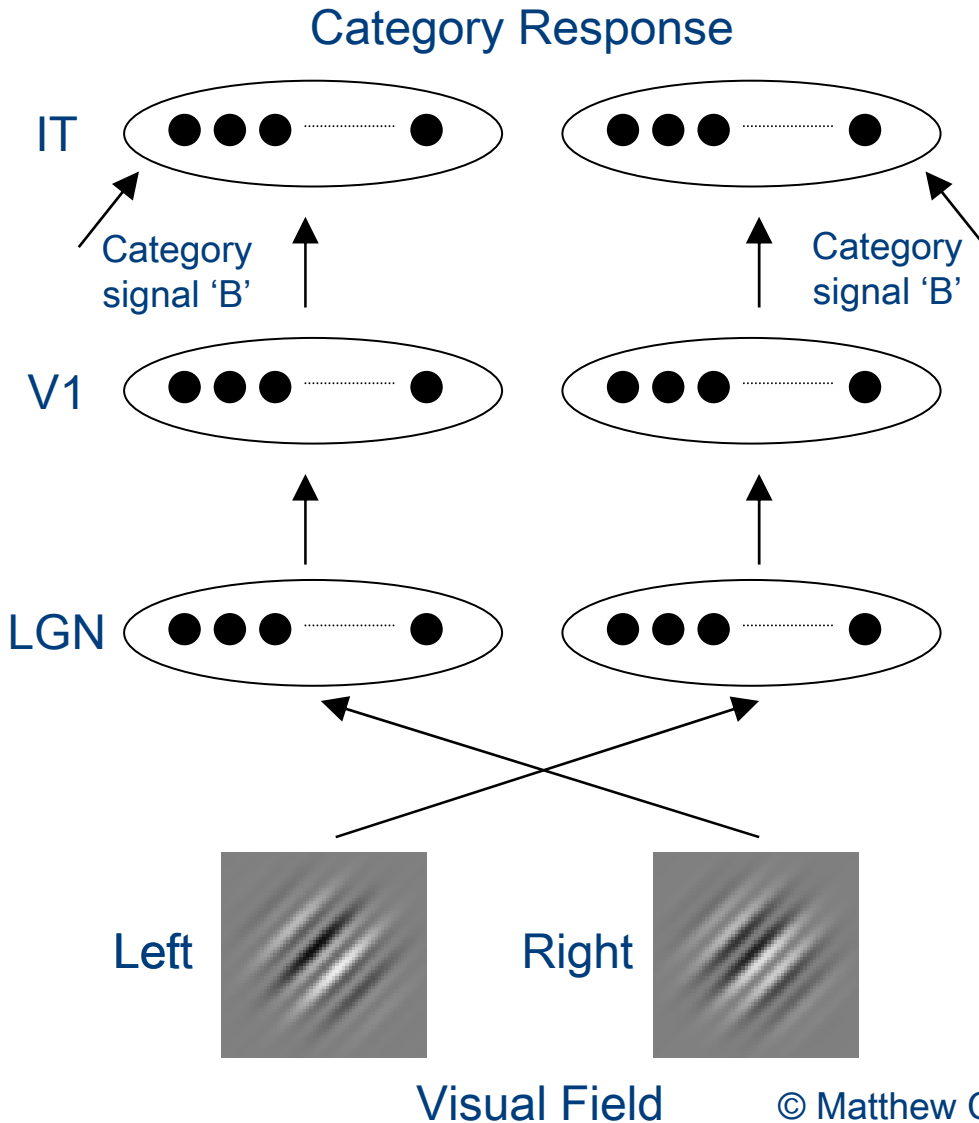 Category Response
IT
Category
signal ‘B’
Category
signal ‘B’
V1
LGN
Left
Right
Visual Field
© Matthew